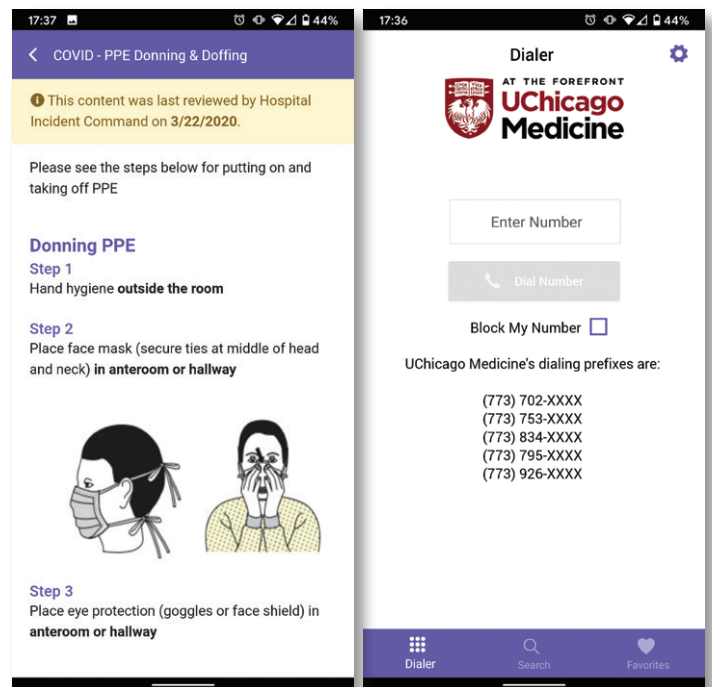 17:37
44%
COVID - PPE Donning & Doffing
This content was last reviewed by Hospital
Incident Command on 3/22/2020.
Please see the steps below for putting on and
taking off PPE
Donning PPE
Step 1
Hand hygiene outside the room
Step 2
Place face mask (secure ties at middle of head
and neck) in anteroom or hallway
Step 3
Place eye protection (goggles or face shield) in
anteroom or hallway
17:36
44%
Dialer
AT THE FOREFRONT
UChicago
Medicine
Enter Number
Dial Number
Block My Number
UChicago Medicine's dialing prefixes are:
(773) 702-XXXX
(773) 753-XXXX
(773) 834-XXXX
(773) 795-XXXX
(773) 926-XXXX
Dialer
Search
Favorites